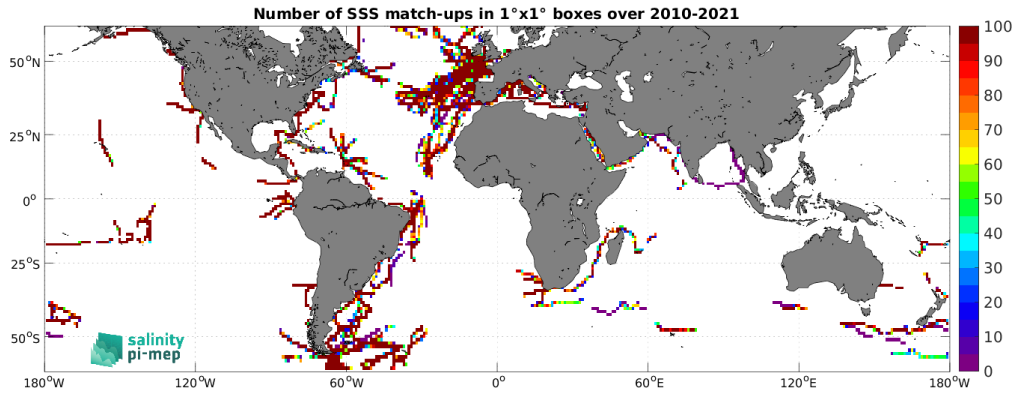 Number of SSS match-ups in 1°x1° boxes over 2010-2021
50°N
25°N
0°
25°S
50°S
180°W
120°W
60°W
0°
60°E
120°E
180°W
100
90
80
70
60
50
40
30
20
10
0
salinity
pi-mep